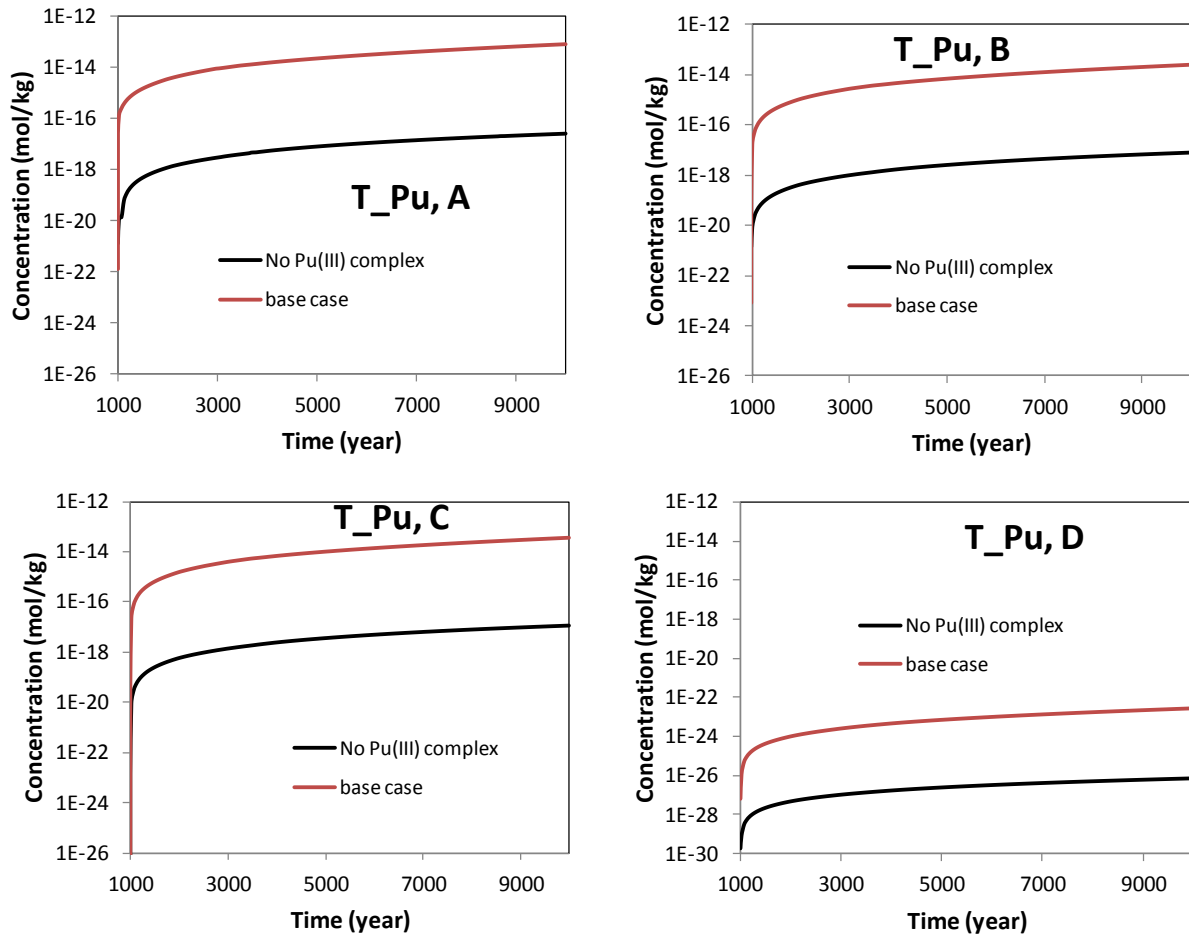 T_Pu, A
Concentration (mol/kg)
1E-12
1E-14
1E-16
1E-18
1E-20
1E-22
1E-24
1E-26
No Pu(III) complex
base case
1000
3000
5000
7000
9000
Time (year)
T_Pu, B
Concentration (mol/kg)
1E-12
1E-14
1E-16
1E-18
1E-20
1E-22
1E-24
1E-26
No Pu(III) complex
base case
1000
3000
5000
7000
9000
Time (year)
T_Pu, C
Concentration (mol/kg)
1E-12
1E-14
1E-16
1E-18
1E-20
1E-22
1E-24
1E-26
No Pu(III) complex
base case
1000
3000
5000
7000
9000
Time (year)
T_Pu, D
Concentration (mol/kg)
1E-12
1E-14
1E-16
1E-18
1E-20
1E-22
1E-24
1E-26
1E-28
1E-30
No Pu(III) complex
base case
1000
3000
5000
7000
9000
Time (year)